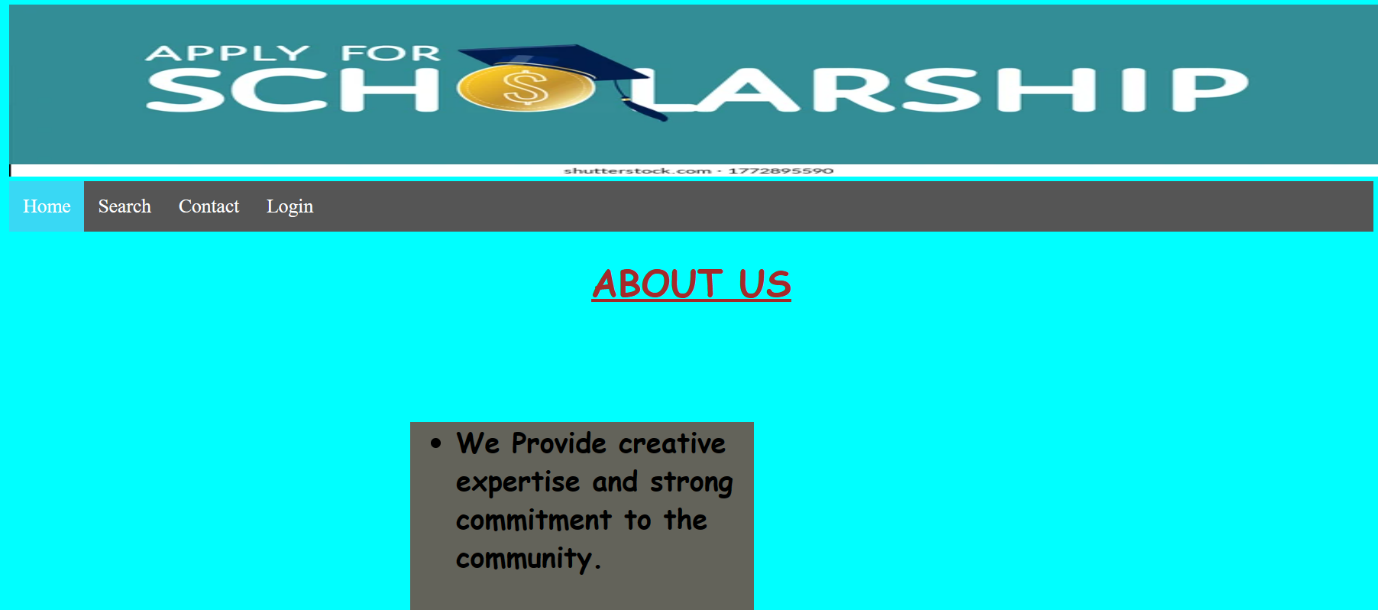 APPLY FOR
SCHOLARSHIP
shutterstock.com · 1772895590
Home Search Contact Login
ABOUT US
• We Provide creative
expertise and strong
commitment to the
community.